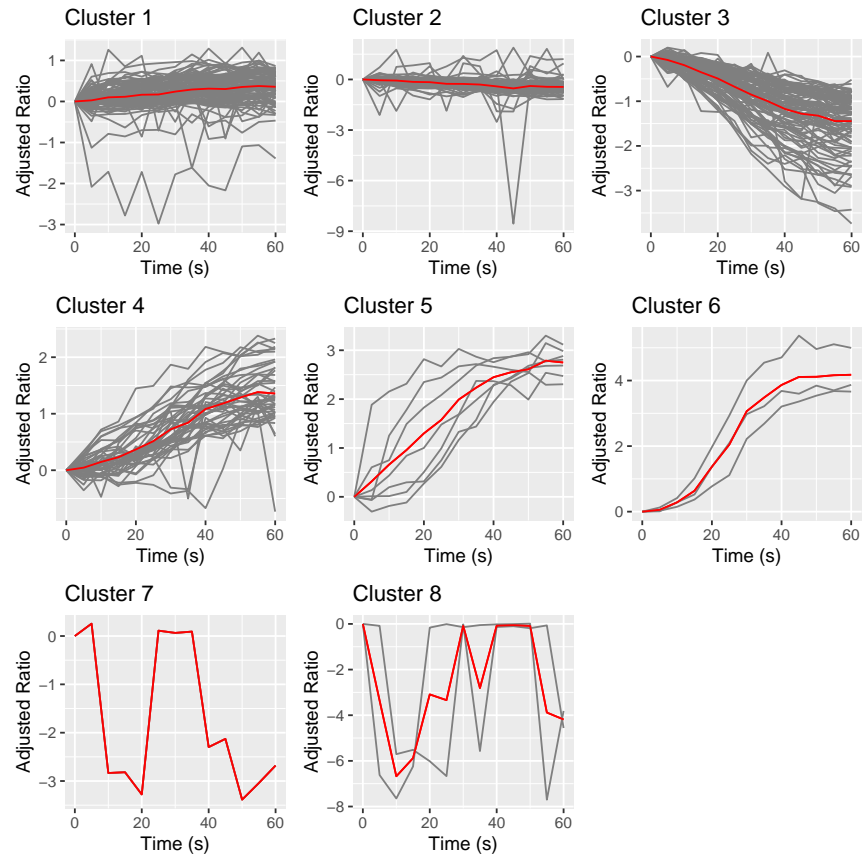 Cluster 1
Cluster 2
Cluster 3
Adjusted Ratio
1
0
−1
−2
−3
0
20
40
60
Time (s)
Adjusted Ratio
0
−3
−6
−9
0
20
40
60
Time (s)
Adjusted Ratio
0
−1
−2
−3
0
20
40
60
Time (s)
Cluster 4
Cluster 5
Cluster 6
Adjusted Ratio
2
1
0
0
20
40
60
Time (s)
Adjusted Ratio
3
2
1
0
0
20
40
60
Time (s)
Adjusted Ratio
4
2
0
0
20
40
60
Time (s)
Cluster 7
Cluster 8
Adjusted Ratio
0
−1
−2
−3
0
20
40
60
Time (s)
Adjusted Ratio
0
−2
−4
−6
−8
0
20
40
60
Time (s)